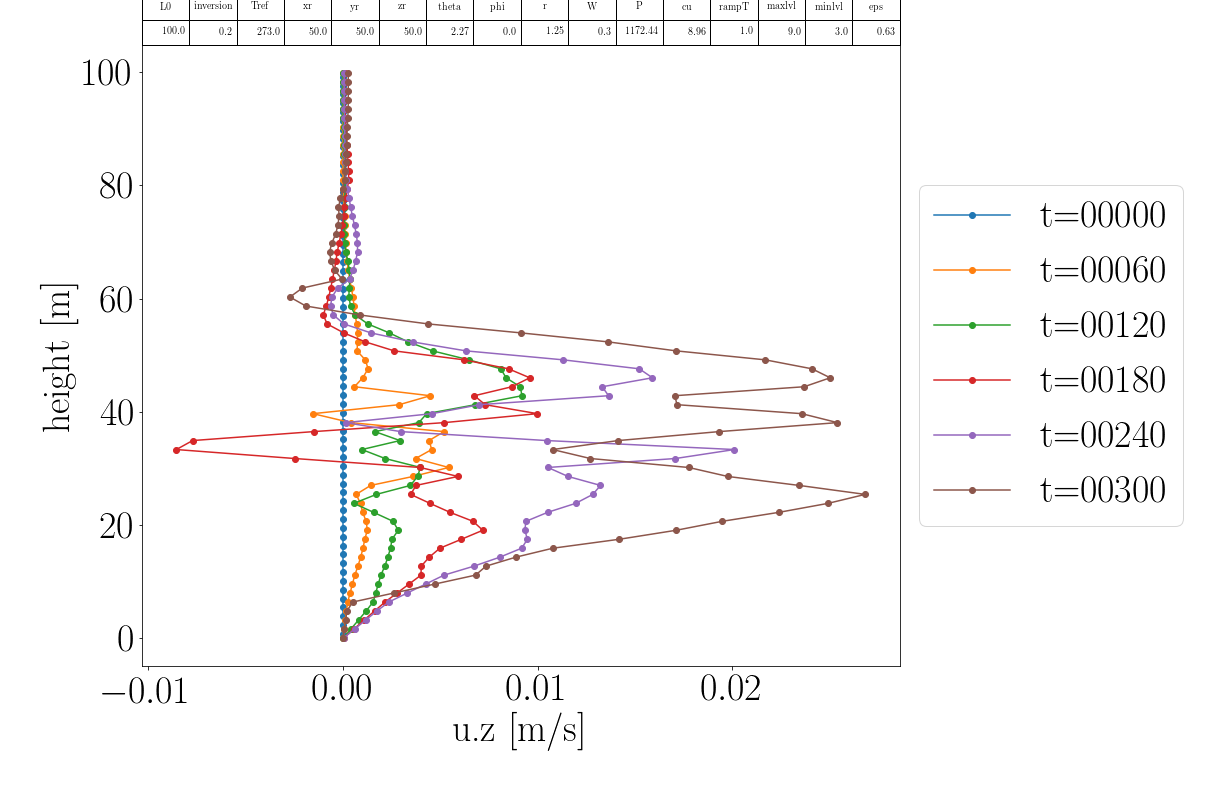 L0 inversion Tref xr yr zr theta phi r W P cu rampT maxlvl minlvl eps
100.0 0.2 273.0 50.0 50.0 50.0 2.27 0.0 1.25 0.3 1172.44 8.96 1.0 9.0 3.0 0.63
100
80
60
40
20
0
height [m]
−0.01 0.00 0.01 0.02
u.z [m/s]
t=00000
t=00060
t=00120
t=00180
t=00240
t=00300